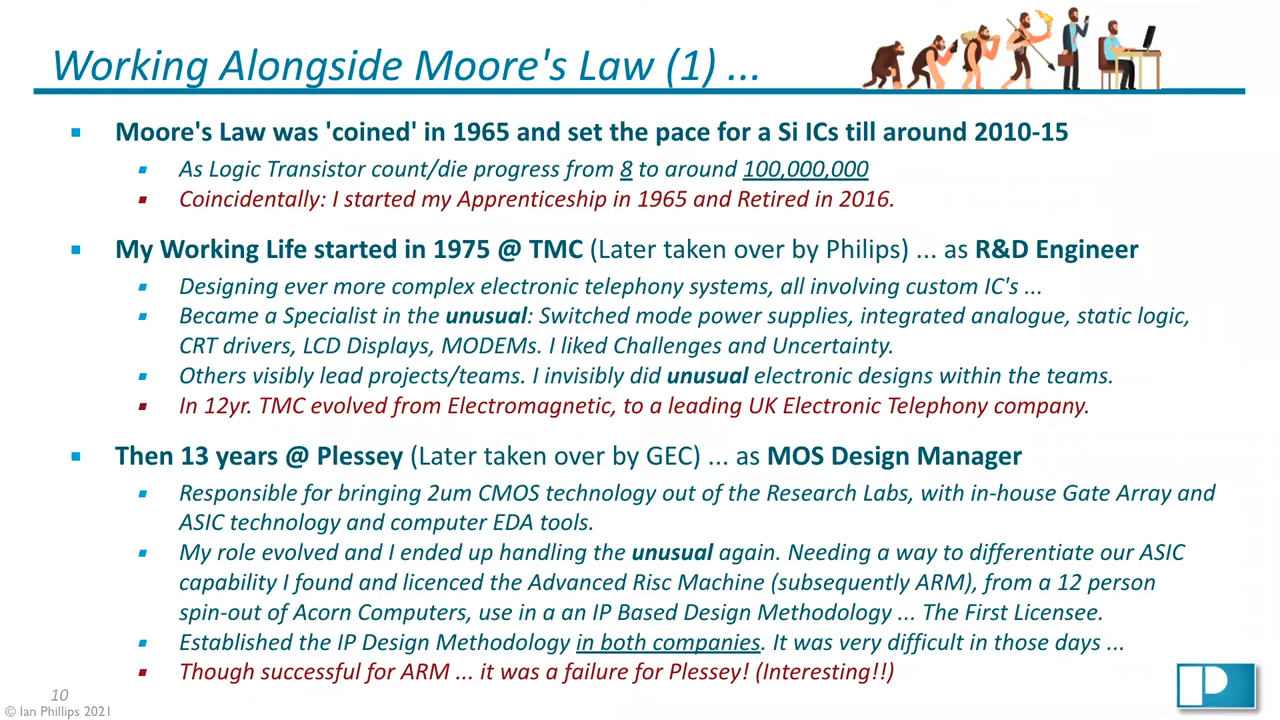 Working Alongside Moore's Law (1) ...
Moore's Law was 'coined' in 1965 and set the pace for a Si ICs till around 2010-15
As Logic Transistor count/die progress from 8 to around 100,000,000
Coincidentally: I started my Apprenticeship in 1965 and Retired in 2016.
My Working Life started in 1975 @ TMC (Later taken over by Philips) ... as R&D Engineer
Designing ever more complex electronic telephony systems, all involving custom IC's ...
Became a Specialist in the unusual: Switched mode power supplies, integrated analogue, static logic,
CRT drivers, LCD Displays, MODEMs. I liked Challenges and Uncertainty.
Others visibly lead projects/teams. I invisibly did unusual electronic designs within the teams.
In 12yr. TMC evolved from Electromagnetic, to a leading UK Electronic Telephony company.
Then 13 years @ Plessey (Later taken over by GEC) ... as MOS Design Manager
Responsible for bringing 2um CMOS technology out of the Research Labs, with in-house Gate Array and
ASIC technology and computer EDA tools.
My role evolved and I ended up handling the unusual again. Needing a way to differentiate our ASIC
capability I found and licenced the Advanced Risc Machine (subsequently ARM), from a 12 person
spin-out of Acorn Computers, use in a an IP Based Design Methodology ... The First Licensee.
Established the IP Design Methodology in both companies. It was very difficult in those days ...
Though successful for ARM ... it was a failure for Plessey! (Interesting!!)
10
© Ian Phillips 2021
P